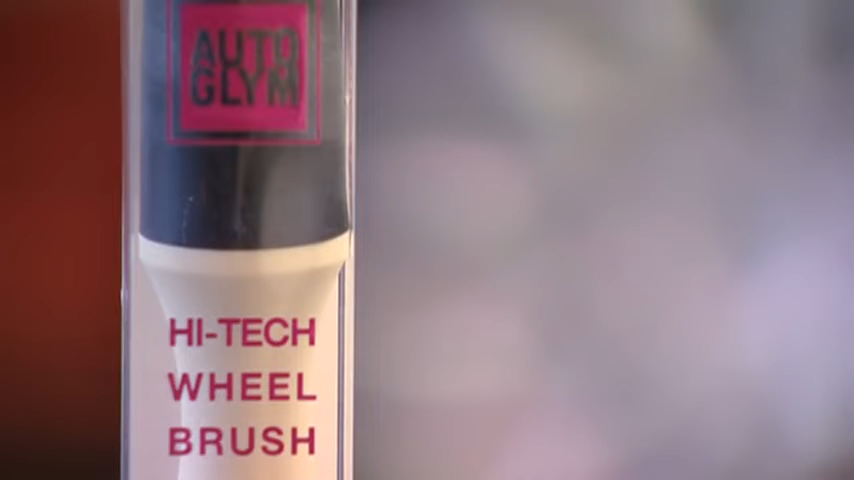 AUTO
GLYM
HI-TECH
WHEEL
BRUSH